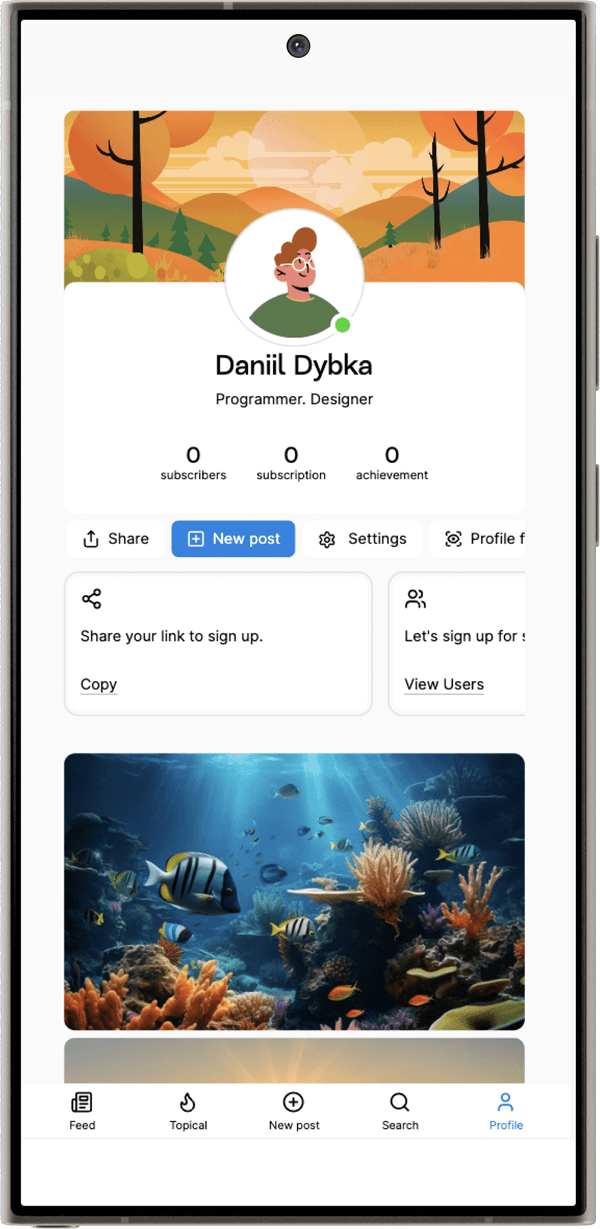 Daniil Dybka
Programmer. Designer
0 0 0
subscribers subscription achievement
Share New post Settings Profile f
Share your link to sign up. Let's sign up for s
Copy View Users
Feed Topical New post Search Profile